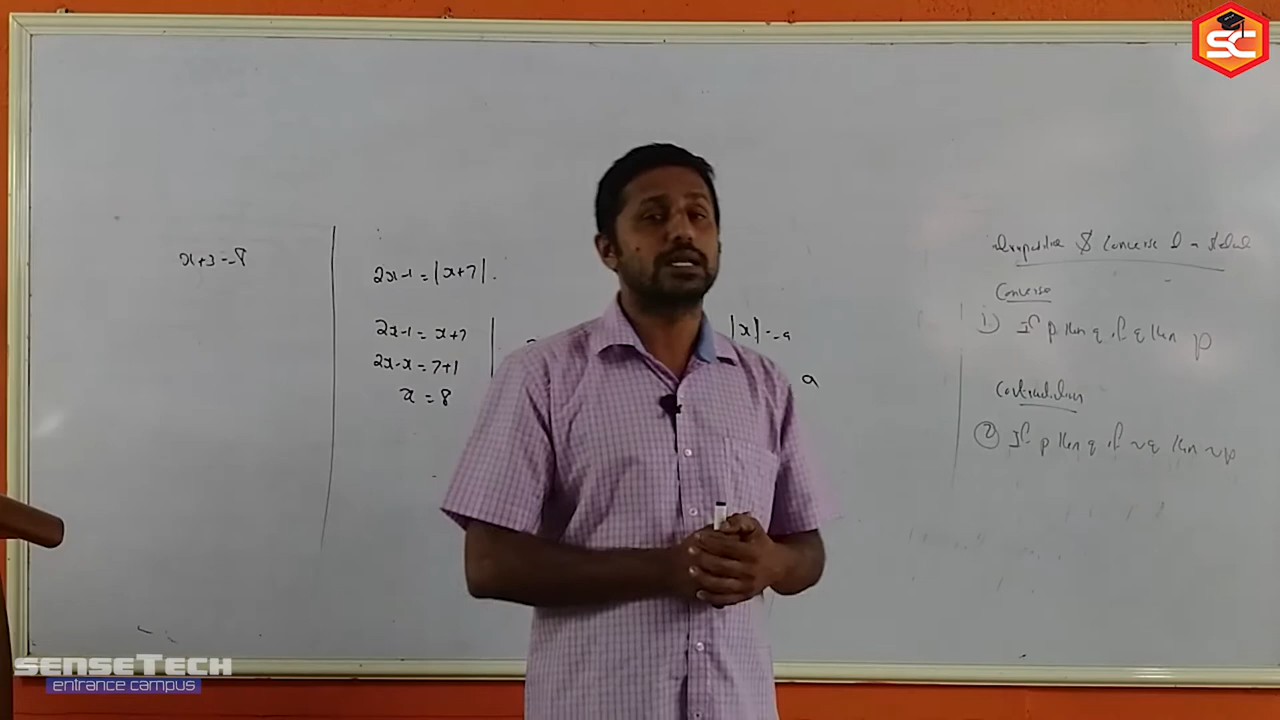 x+3=-8
2x-1=|x+7|.
2x-1=x+7
2x-x=7+1
x=8
|x|
a
Converse
1) If p then q if q then p
2) If p then q if ~q then ~p
SC
SENSETECH
entrance campus